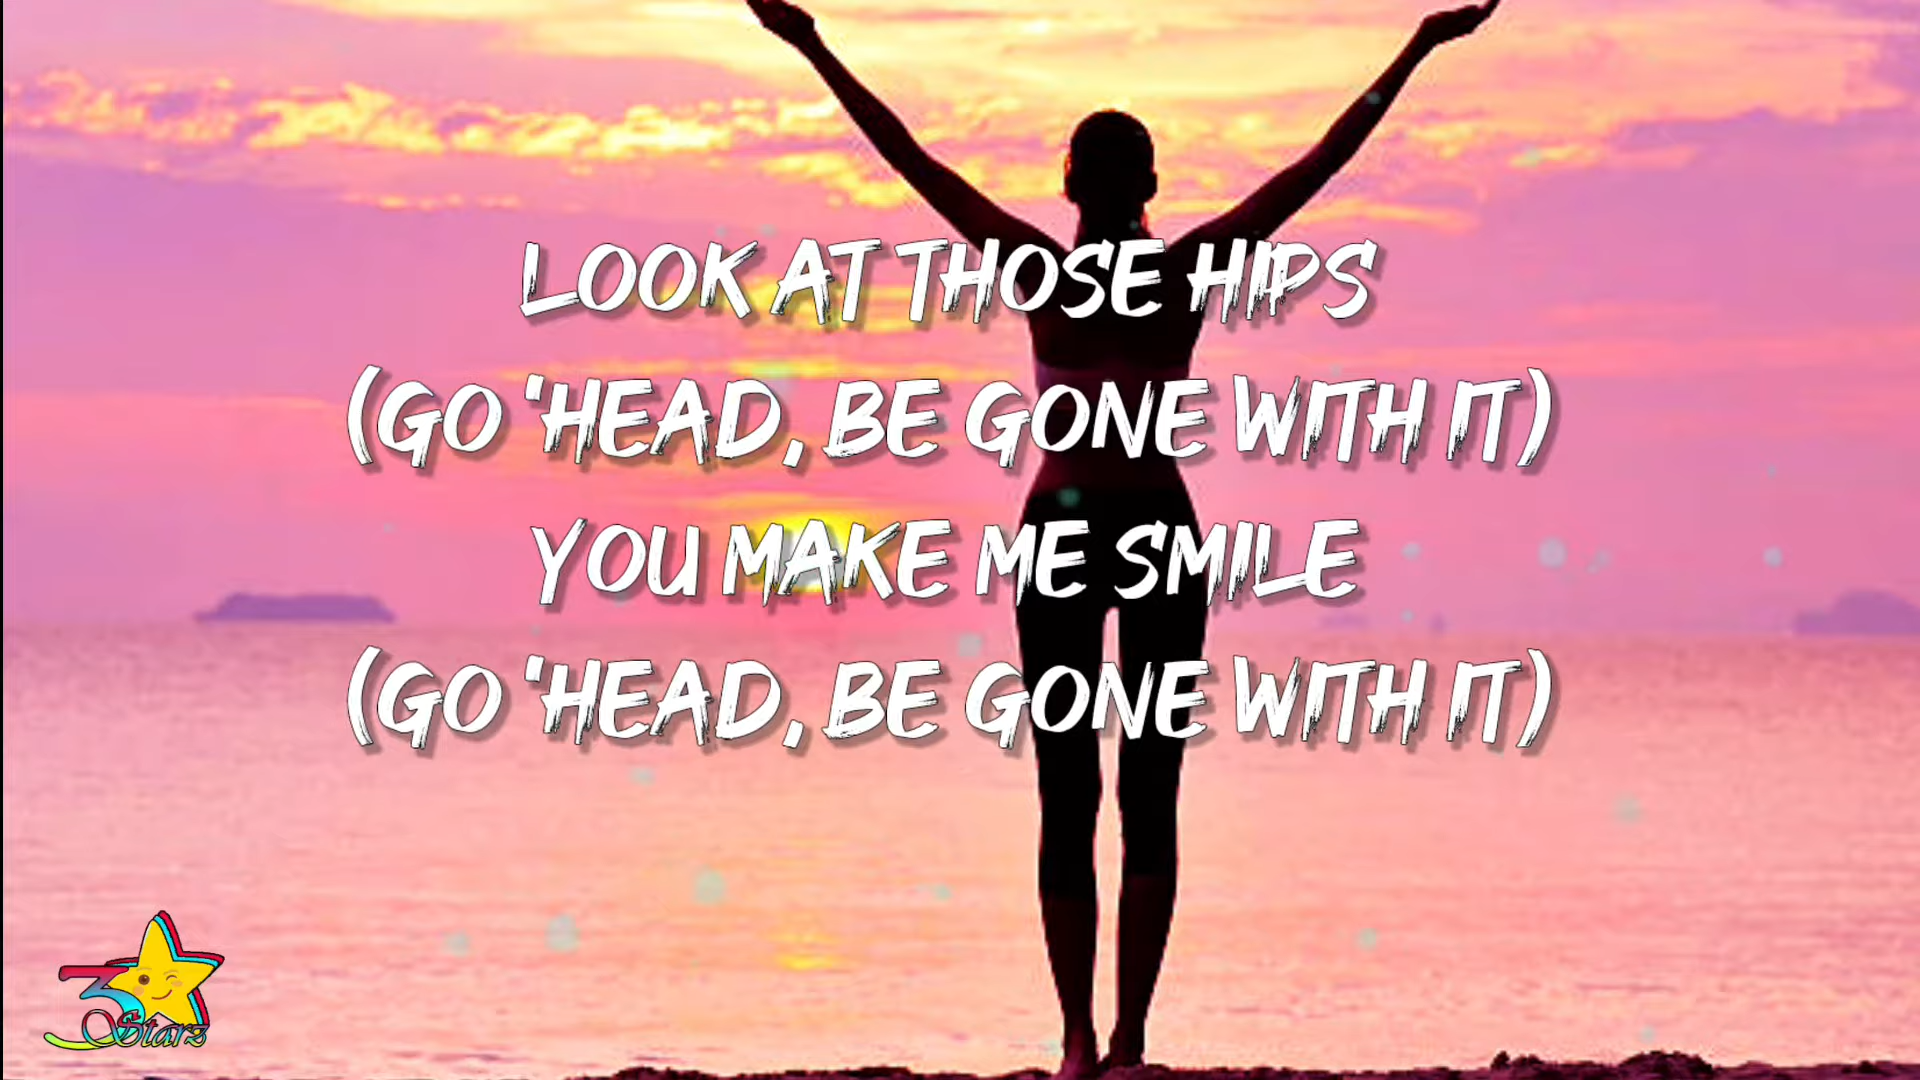 LOOK AT THOSE HIPS
(GO 'HEAD, BE GONE WITH IT)
YOU MAKE ME SMILE
(GO 'HEAD, BE GONE WITH IT)
3 Starz